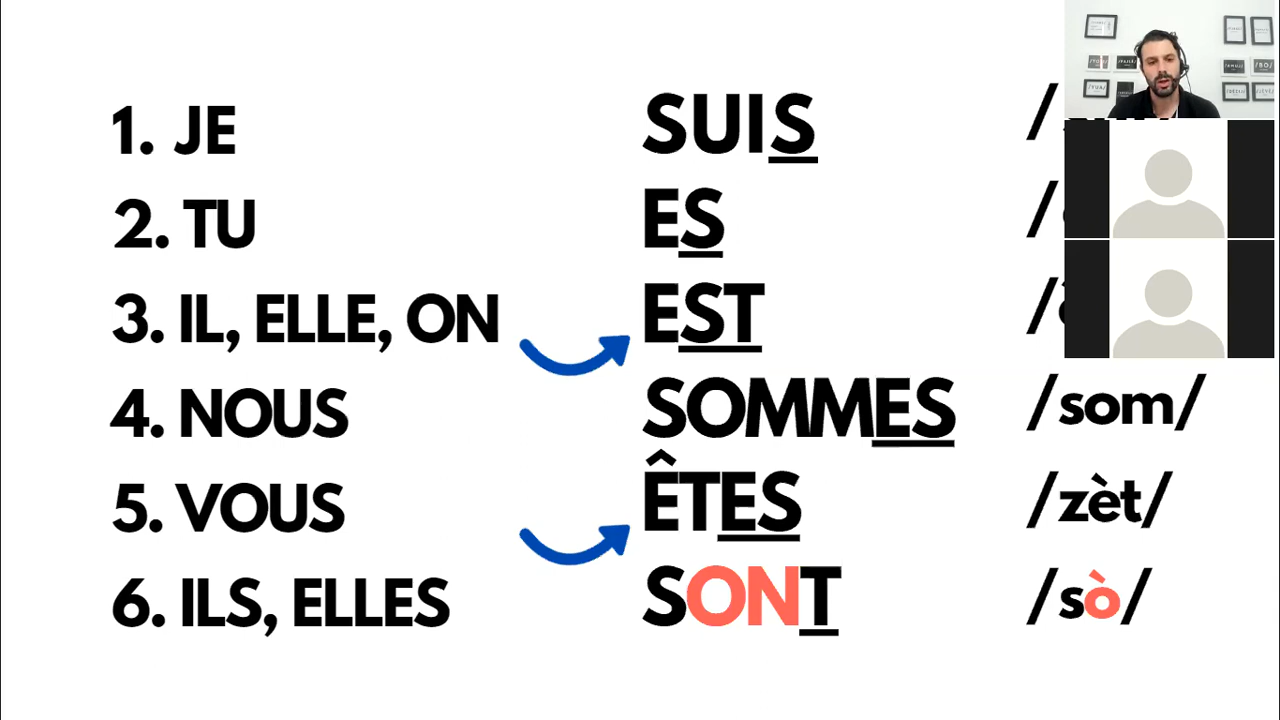 1. JE SUIS
2. TU ES
3. IL, ELLE, ON EST
4. NOUS SOMMES /som/
5. VOUS ÊTES /zèt/
6. ILS, ELLES SONT /sò/